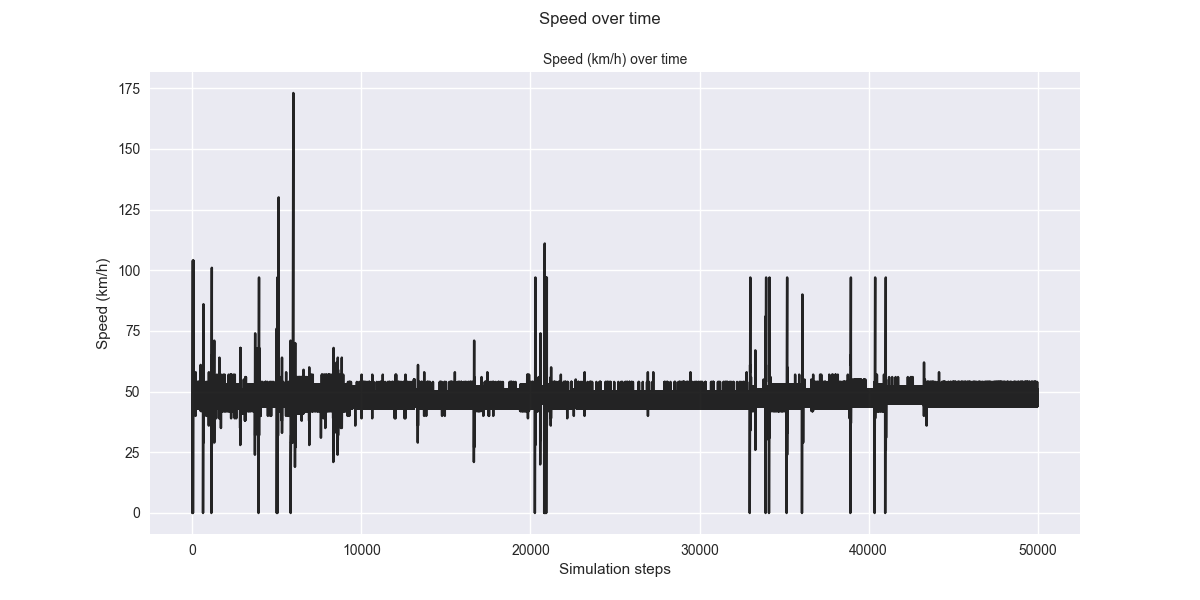 Speed over time
Speed (km/h) over time
175
150
125
100
75
50
25
0
Speed (km/h)
0 10000 20000 30000 40000 50000
Simulation steps